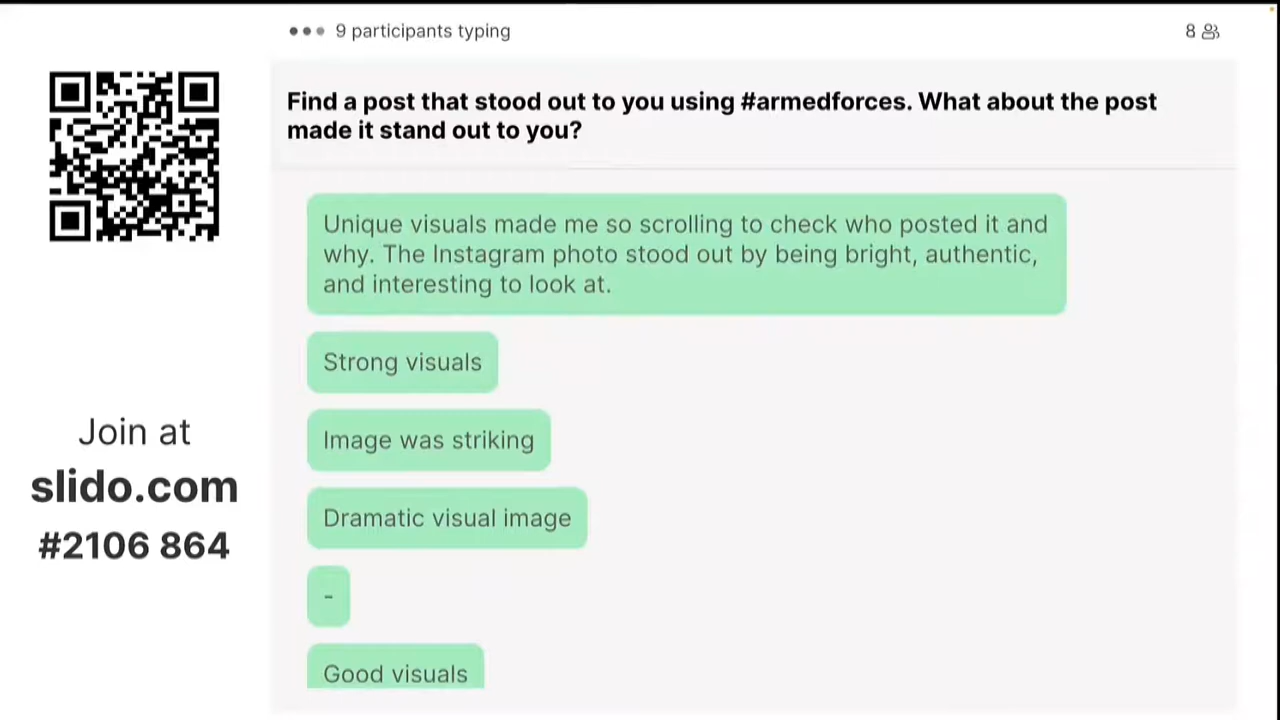 9 participants typing
8
Find a post that stood out to you using #armedforces. What about the post
made it stand out to you?
Unique visuals made me so scrolling to check who posted it and
why. The Instagram photo stood out by being bright, authentic,
and interesting to look at.
Strong visuals
Image was striking
Dramatic visual image
-
Good visuals
Join at
slido.com
#2106 864